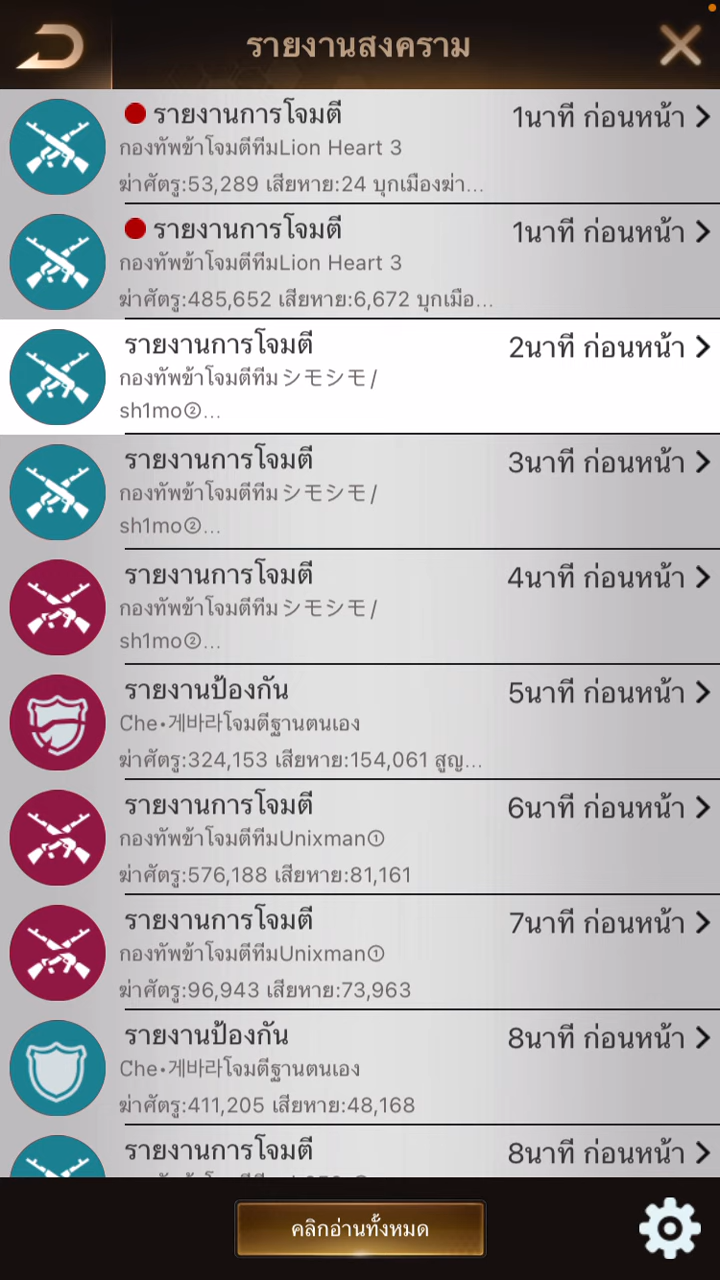 รายงานสงคราม
รายงานการโจมตี
1นาที ก่อนหน้า
กองทัพข้าโจมตีทีมLion Heart 3
ฆ่าศัตรู:53,289 เสียหาย:24 บุกเมืองฆ่า...
รายงานการโจมตี
1นาที ก่อนหน้า
กองทัพข้าโจมตีทีมLion Heart 3
ฆ่าศัตรู:485,652 เสียหาย:6,672 บุกเมือ...
รายงานการโจมตี
2นาที ก่อนหน้า
กองทัพข้าโจมตีทีมシモシモ/
sh1mo②...
รายงานการโจมตี
3นาที ก่อนหน้า
กองทัพข้าโจมตีทีมシモシモ/
sh1mo②...
รายงานการโจมตี
4นาที ก่อนหน้า
กองทัพข้าโจมตีทีมシモシモ/
sh1mo②...
รายงานป้องกัน
5นาที ก่อนหน้า
Che•게바라โจมตีฐานตนเอง
ฆ่าศัตรู:324,153 เสียหาย:154,061 สูญ...
รายงานการโจมตี
6นาที ก่อนหน้า
กองทัพข้าโจมตีทีมUnixman①
ฆ่าศัตรู:576,188 เสียหาย:81,161
รายงานการโจมตี
7นาที ก่อนหน้า
กองทัพข้าโจมตีทีมUnixman①
ฆ่าศัตรู:96,943 เสียหาย:73,963
รายงานป้องกัน
8นาที ก่อนหน้า
Che•게바라โจมตีฐานตนเอง
ฆ่าศัตรู:411,205 เสียหาย:48,168
รายงานการโจมตี
8นาที ก่อนหน้า
คลิกอ่านทั้งหมด